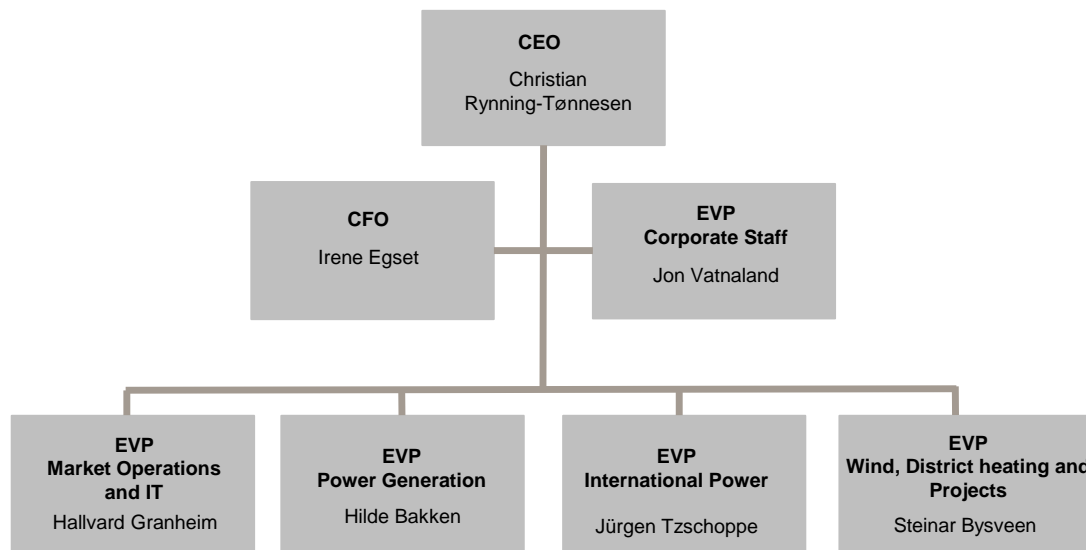 CEO
Christian
Rynning-Tønnesen
CFO
Irene Egset
EVP
Corporate Staff
Jon Vatnaland
EVP
Market Operations
and IT
Hallvard Granheim
EVP
Power Generation
Hilde Bakken
EVP
International Power
Jürgen Tzschoppe
EVP
Wind, District heating and
Projects
Steinar Bysveen